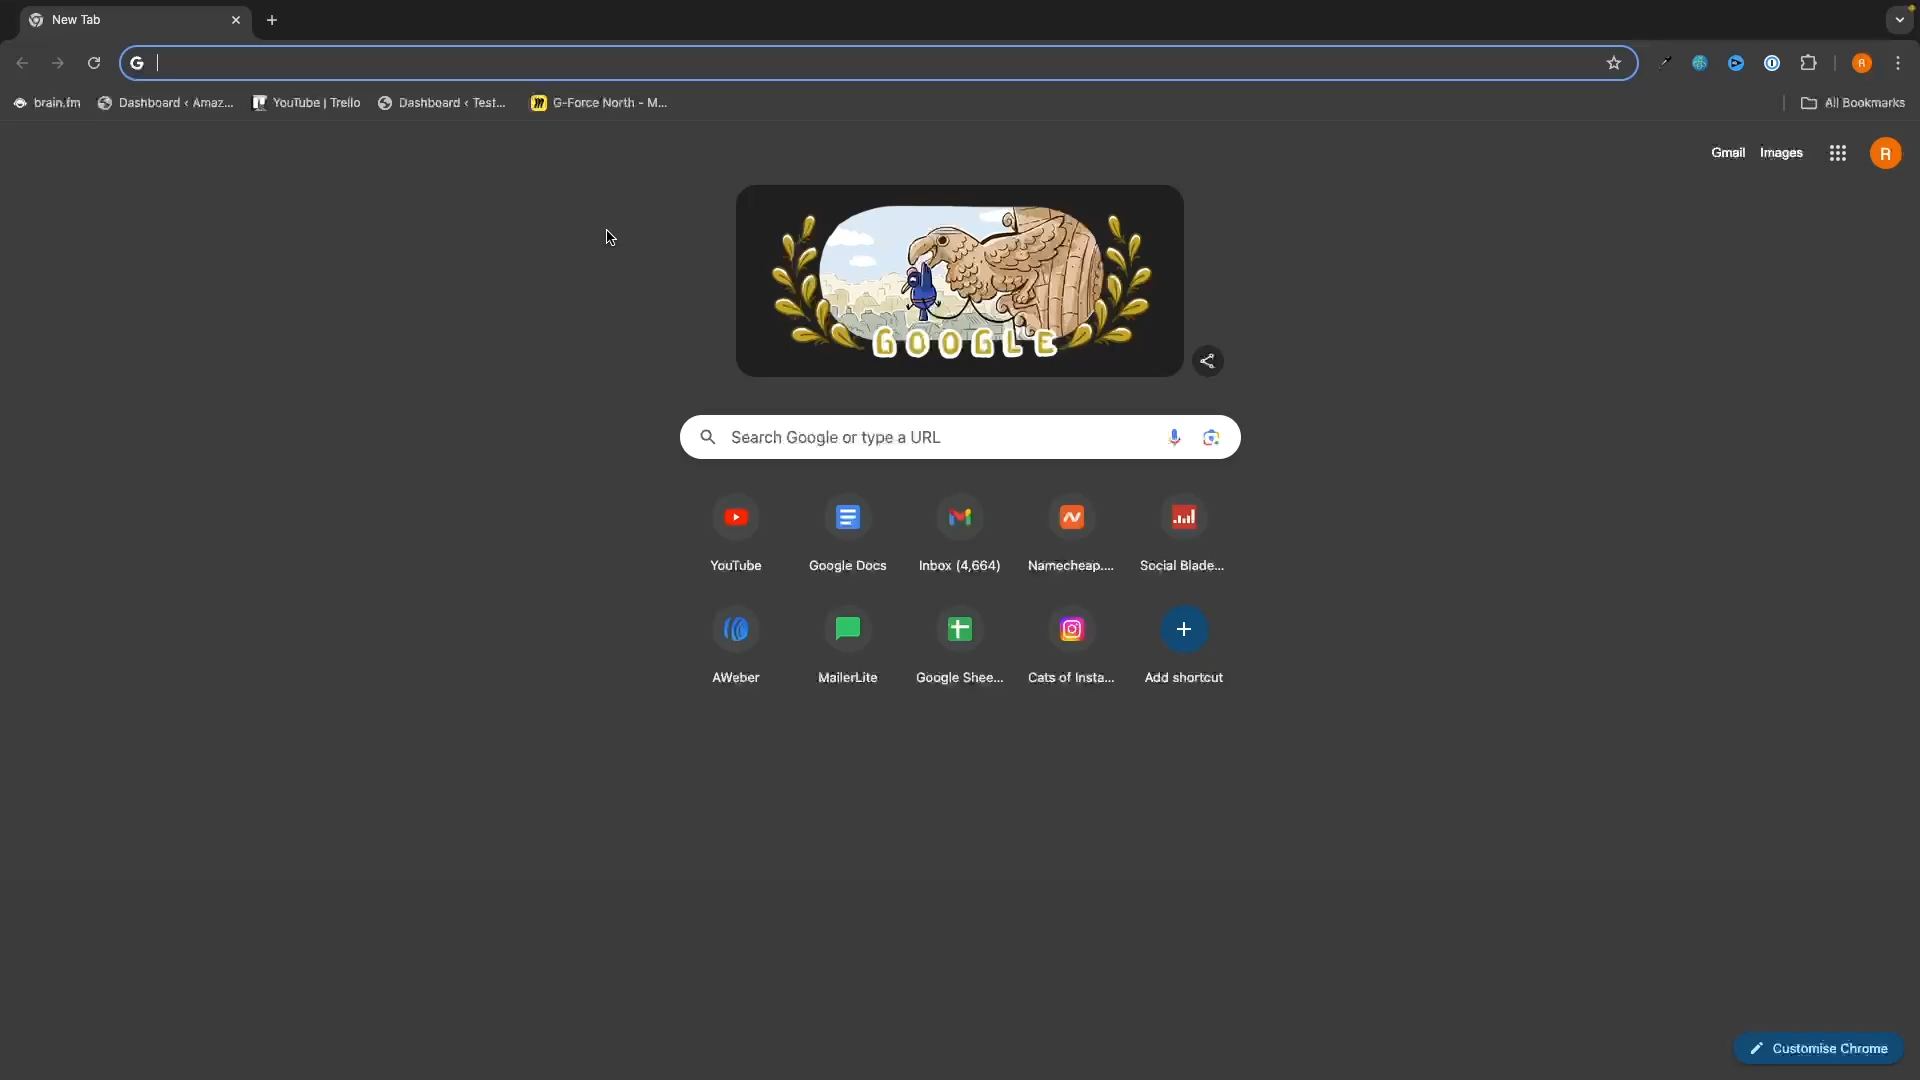 New Tab
brain.fm
Dashboard ‹ Amaz...
YouTube | Trello
Dashboard ‹ Test...
G-Force North - M...
All Bookmarks
Gmail
Images
R
GOOGLE
Search Google or type a URL
YouTube
Google Docs
Inbox (4,664)
Namecheap....
Social Blade...
AWeber
MailerLite
Google Shee...
Cats of Insta...
Add shortcut
Customise Chrome